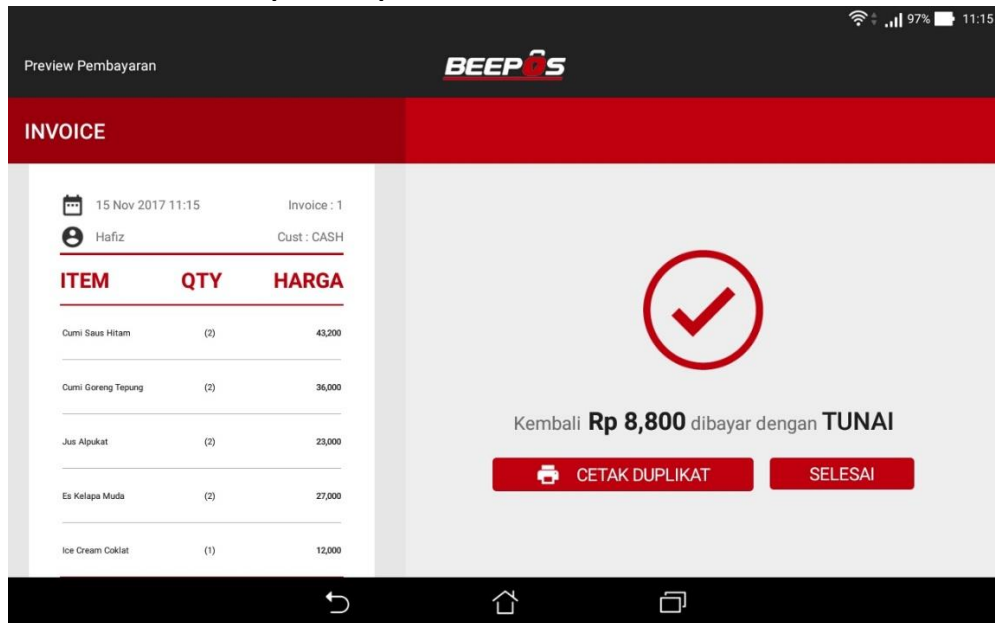 97% 11:15
Preview Pembayaran
BEEPOS
INVOICE
15 Nov 2017 11:15 Invoice : 1
Hafiz Cust : CASH
ITEM QTY HARGA
Cumi Saus Hitam (2) 43,200
Cumi Goreng Tepung (2) 36,000
Jus Alpukat (2) 23,000
Es Kelapa Muda (2) 27,000
Ice Cream Coklat (1) 12,000
Kembali Rp 8,800 dibayar dengan TUNAI
CETAK DUPLIKAT SELESAI